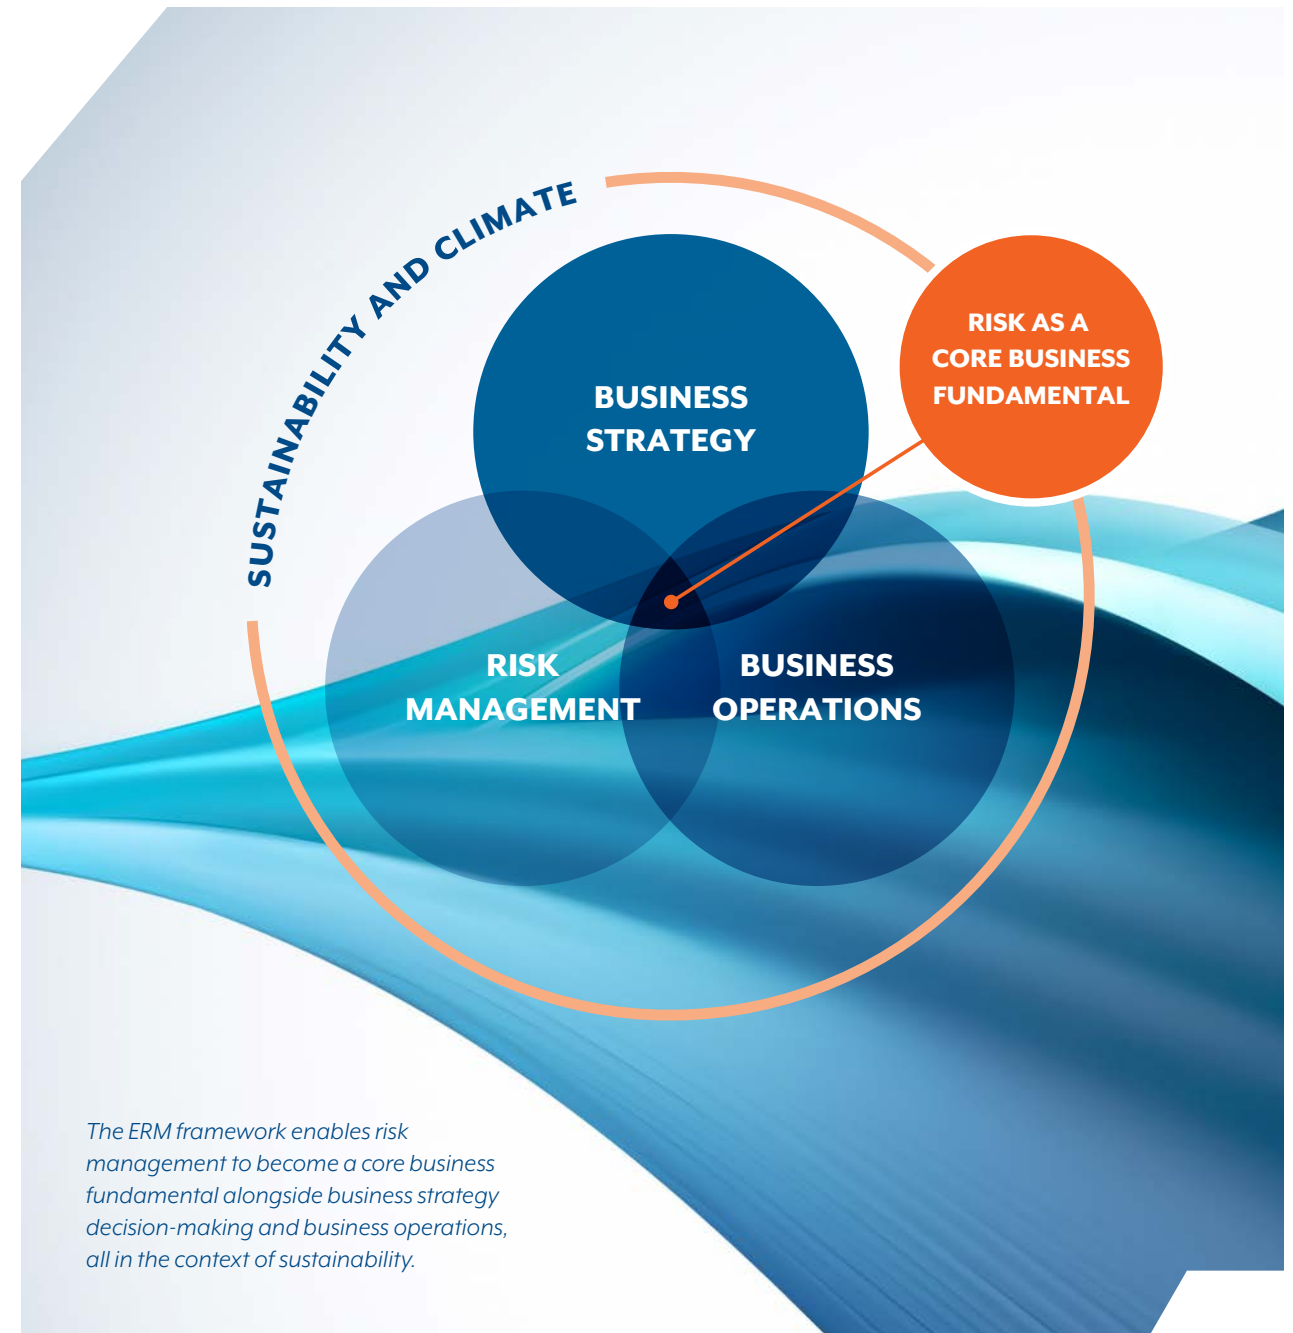 SUSTAINABILITY AND CLIMATE
RISK AS A
CORE BUSINESS
FUNDAMENTAL
BUSINESS
STRATEGY
RISK
MANAGEMENT
BUSINESS
OPERATIONS
The ERM framework enables risk
management to become a core business
fundamental alongside business strategy
decision-making and business operations,
all in the context of sustainability.